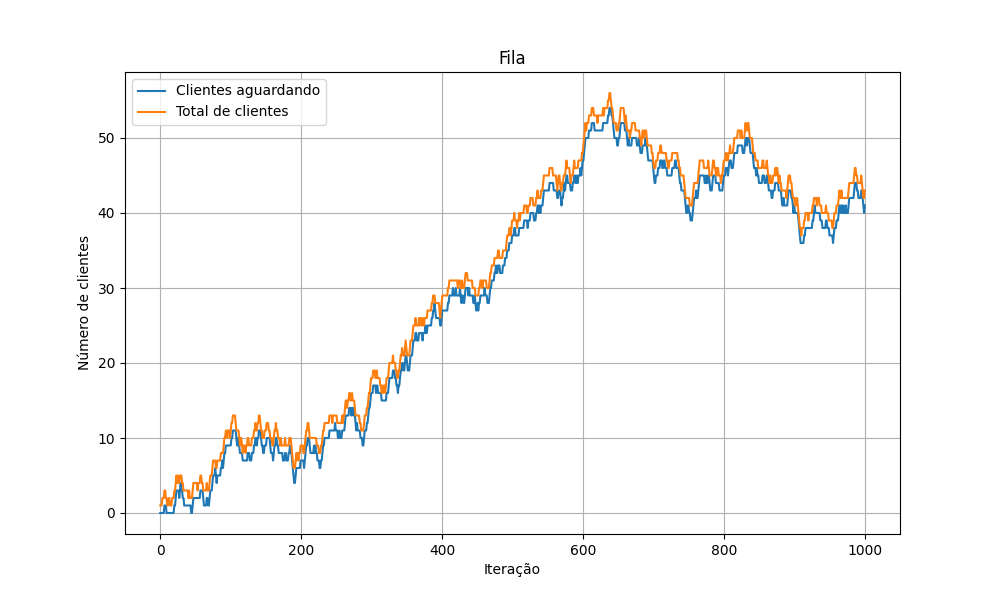 Fila
Clientes aguardando
Total de clientes
Número de clientes
50
40
30
20
10
0
0 200 400 600 800 1000
Iteração